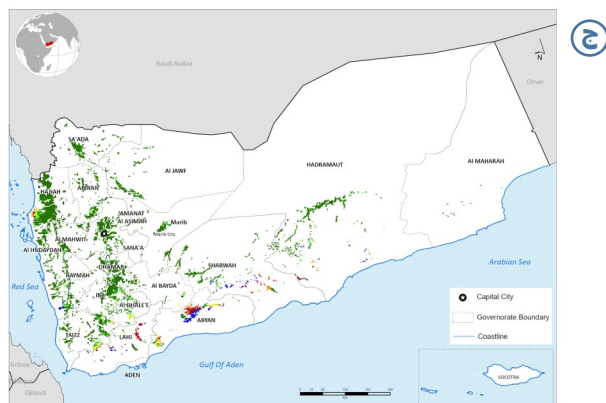 ج
Saudi Arabia
Oman
N
SA'ADA
Al JAWF
HADRAMAUT
Al MAHARAH
HAJJAH
AMRAN
'AMANAT
Al ASIMAH
Marib
Marib City
ALMAHWIT
SANA'A
Al HUDAYDAH
DHAMAR
SHABWAH
RAYMAH
Al BAYDA
Arabian Sea
Red Sea
IBB
Al DHALE'E
ABYAN
TAIZZ
LAHJ
ADEN
Gulf Of Aden
Eritrea
Djibouti
Capital City
Governorate Boundary
Coastline
SOCOTRA